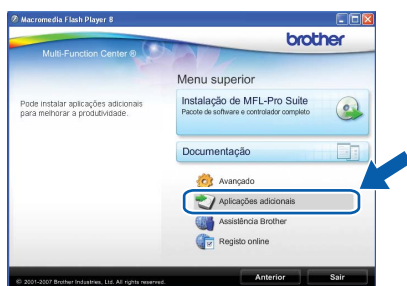 Macromedia Flash Player 8
brother
Multi-Function Center ®
Menu superior
Pode instalar aplicações adicionais
para melhorar a produtividade.
Instalação de MFL-Pro Suite
Pacote de software e controlador completo
Documentação
Avançado
Aplicações adicionais
Assistência Brother
Registo online
© 2001-2007 Brother Industries, Ltd. All rights reserved.
Anterior
Sair